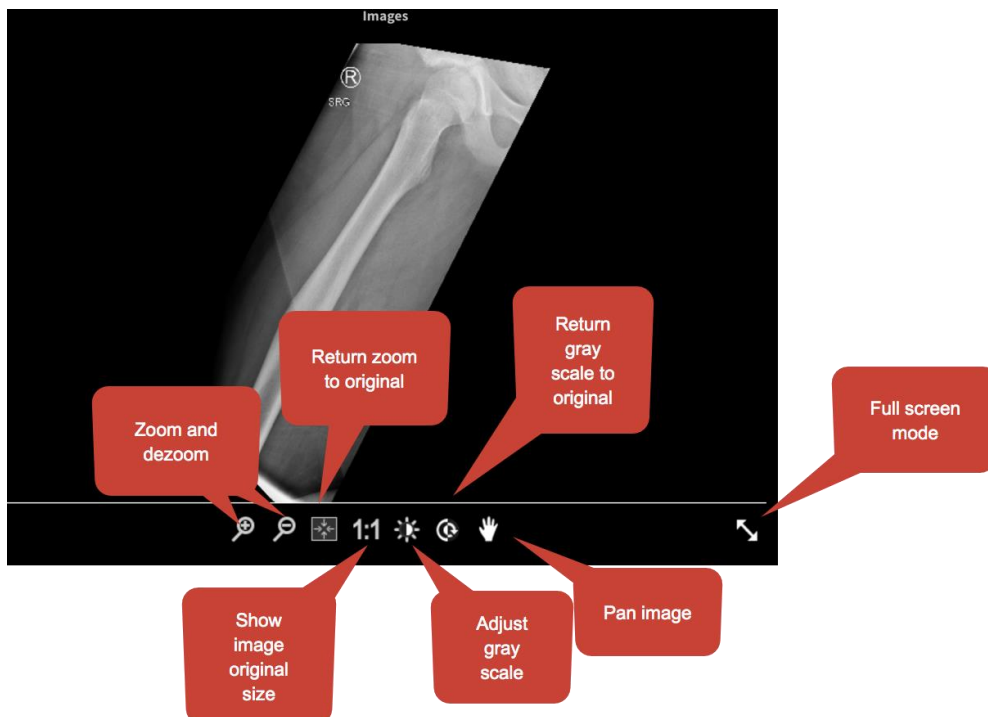 Images
R
SRG
Return
gray
scale to
original
Return zoom
to original
Full screen
mode
Zoom and
dezoom
1:1
Show
image
original
size
Adjust
gray
scale
Pan image